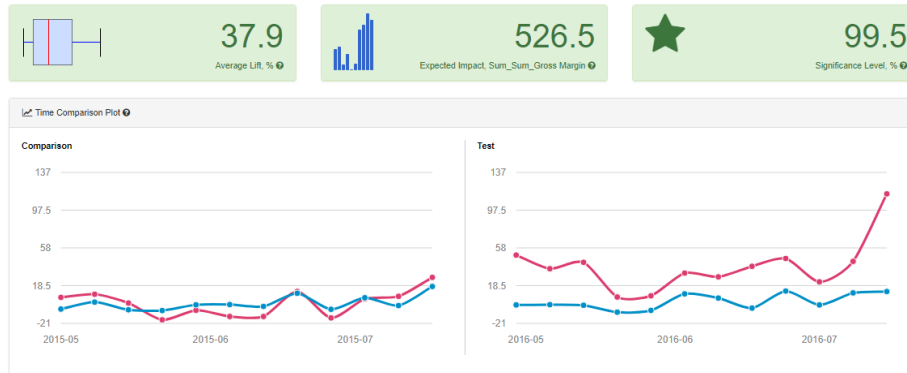 37.9
Average Lift, %
526.5
Expected Impact, Sum_Sum_Gross Margin
99.5
Significance Level, %
Time Comparison Plot
Comparison
137
97.5
58
18.5
-21
2015-05 2015-06 2015-07
Test
137
97.5
58
18.5
-21
2016-05 2016-06 2016-07